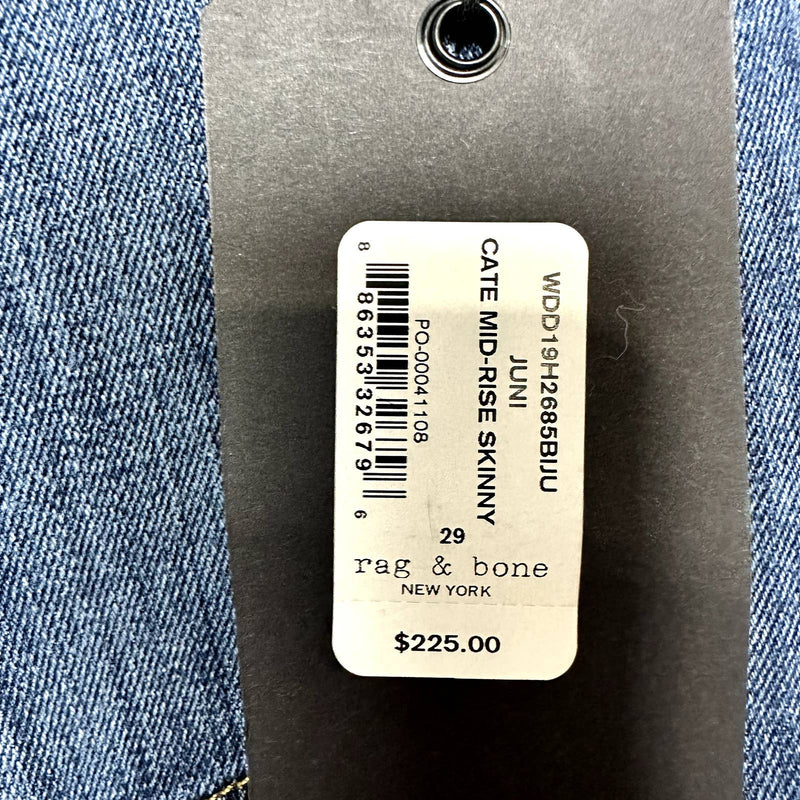 WDD19H2685BIJU
JUNI
CATE MID-RISE SKINNY
PO-00041108
8 86353 32679 6
29
rag & bone
NEW YORK
$225.00